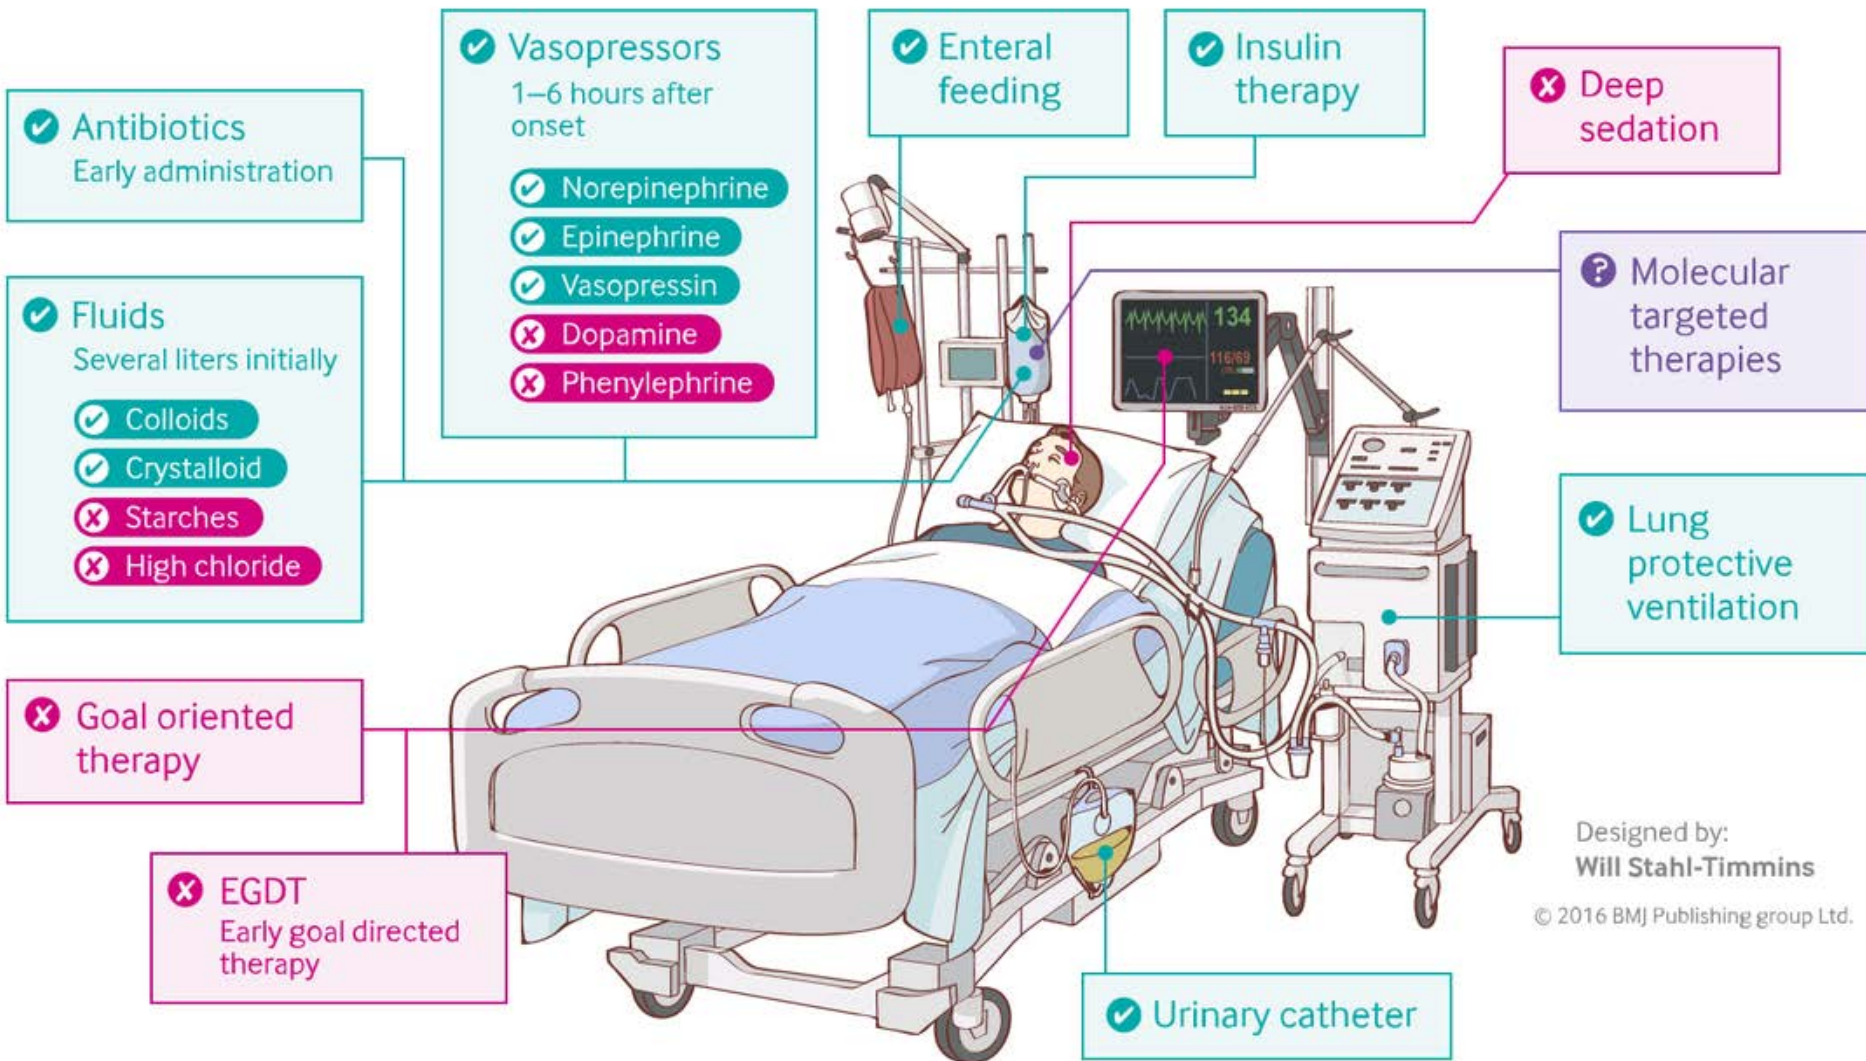 Antibiotics
Early administration
Fluids
Several liters initially
Colloids
Crystalloid
Starches
High chloride
Goal oriented
therapy
EGDT
Early goal directed
therapy
Vasopressors
1–6 hours after
onset
Norepinephrine
Epinephrine
Vasopressin
Dopamine
Phenylephrine
Enteral
feeding
Insulin
therapy
Deep
sedation
Molecular
targeted
therapies
134
116/69
Lung
protective
ventilation
Urinary catheter
Designed by:
Will Stahl-Timmins
© 2016 BMJ Publishing group Ltd.